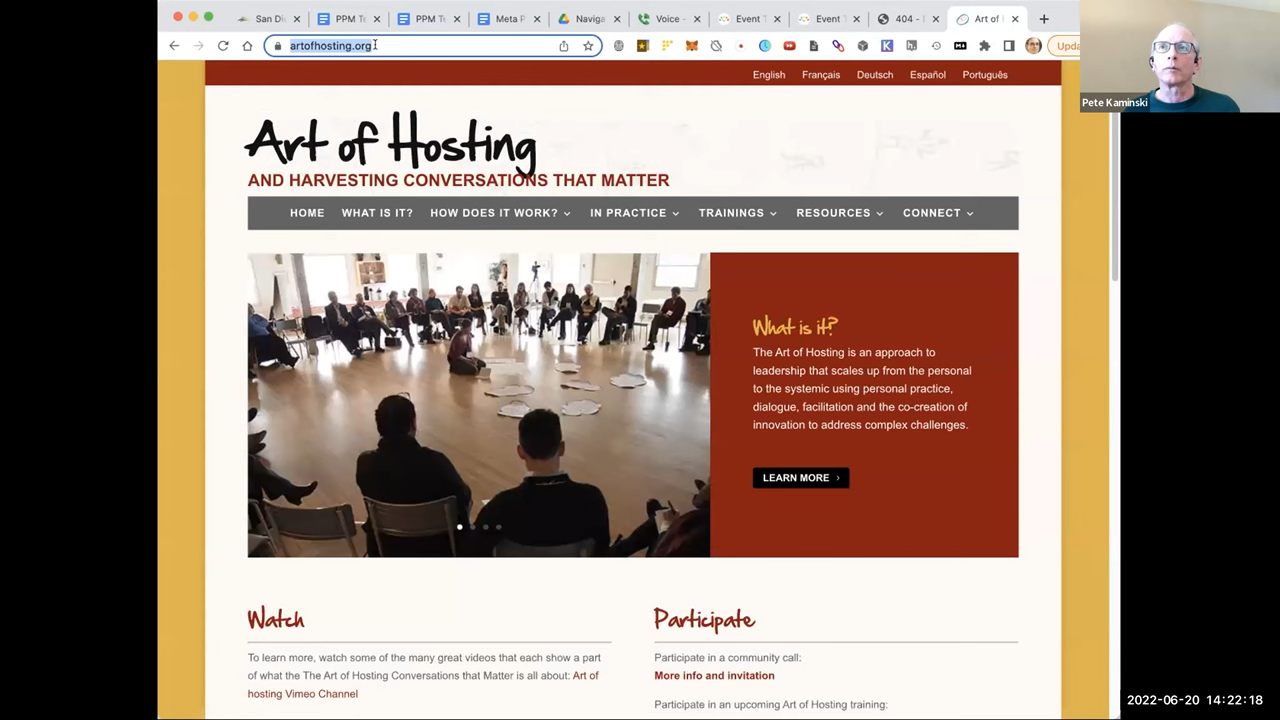 San Di
PPM Te
PPM Te
Meta P
Naviga
Voice -
Event T
Event T
404 -
Art of
artofhosting.org
Upda
English Français Deutsch Español Português
Art of Hosting
AND HARVESTING CONVERSATIONS THAT MATTER
HOME WHAT IS IT? HOW DOES IT WORK? IN PRACTICE TRAININGS RESOURCES CONNECT
What is it?
The Art of Hosting is an approach to
leadership that scales up from the personal
to the systemic using personal practice,
dialogue, facilitation and the co-creation of
innovation to address complex challenges.
LEARN MORE
Watch
To learn more, watch some of the many great videos that each show a part
of what the The Art of Hosting Conversations that Matter is all about: Art of
hosting Vimeo Channel
Participate
Participate in a community call:
More info and invitation
Participate in an upcoming Art of Hosting training:
Pete Kaminski
2022-06-20 14:22:18